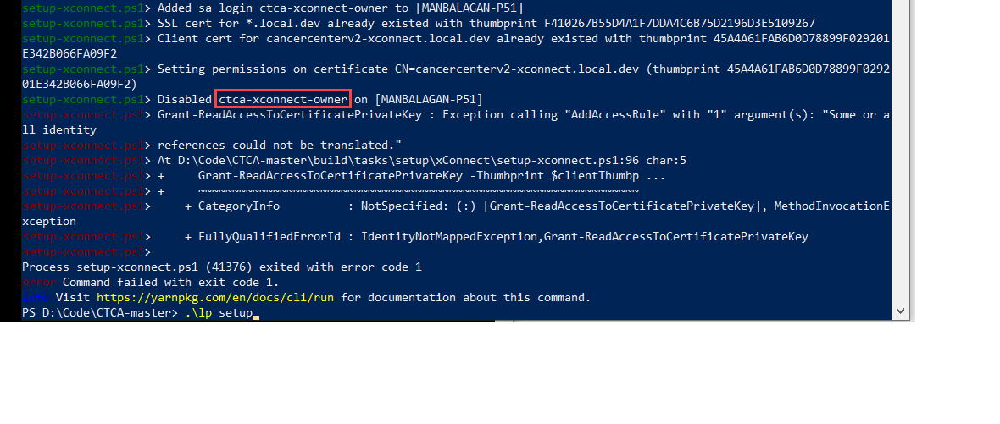 setup-xconnect.ps1> Added sa login ctca-xconnect-owner to [MANBALAGAN-P51]
setup-xconnect.ps1> SSL cert for *.local.dev already existed with thumbprint F410267B55D4A1F7DDA4C6B75D2196D3E5109267
setup-xconnect.ps1> Client cert for cancercenterv2-xconnect.local.dev already existed with thumbprint 45A4A61FAB6D0D78899F029201
E342B066FA09F2
setup-xconnect.ps1> Setting permissions on certificate CN=cancercenterv2-xconnect.local.dev (thumbprint 45A4A61FAB6D0D78899F0292
01E342B066FA09F2)
setup-xconnect.ps1> Disabled ctca-xconnect-owner on [MANBALAGAN-P51]
setup-xconnect.ps1> Grant-ReadAccessToCertificatePrivateKey : Exception calling "AddAccessRule" with "1" argument(s): "Some or a
ll identity
setup-xconnect.ps1> references could not be translated."
setup-xconnect.ps1> At D:\Code\CTCA-master\build\tasks\setup\xConnect\setup-xconnect.ps1:96 char:5
setup-xconnect.ps1> +     Grant-ReadAccessToCertificatePrivateKey -Thumbprint $clientThumbp ...
setup-xconnect.ps1> +     ~~~~~~~~~~~~~~~~~~~~~~~~~~~~~~~~~~~~~~~~~~~~~~~~~~~~~~~~~~~~~~~~~
setup-xconnect.ps1>     + CategoryInfo          : NotSpecified: (:) [Grant-ReadAccessToCertificatePrivateKey], MethodInvocationE
xception
setup-xconnect.ps1>     + FullyQualifiedErrorId : IdentityNotMappedException,Grant-ReadAccessToCertificatePrivateKey
setup-xconnect.ps1>
Process setup-xconnect.ps1 (41376) exited with error code 1
error Command failed with exit code 1.
info Visit https://yarnpkg.com/en/docs/cli/run for documentation about this command.
PS D:\Code\CTCA-master> .\lp setup